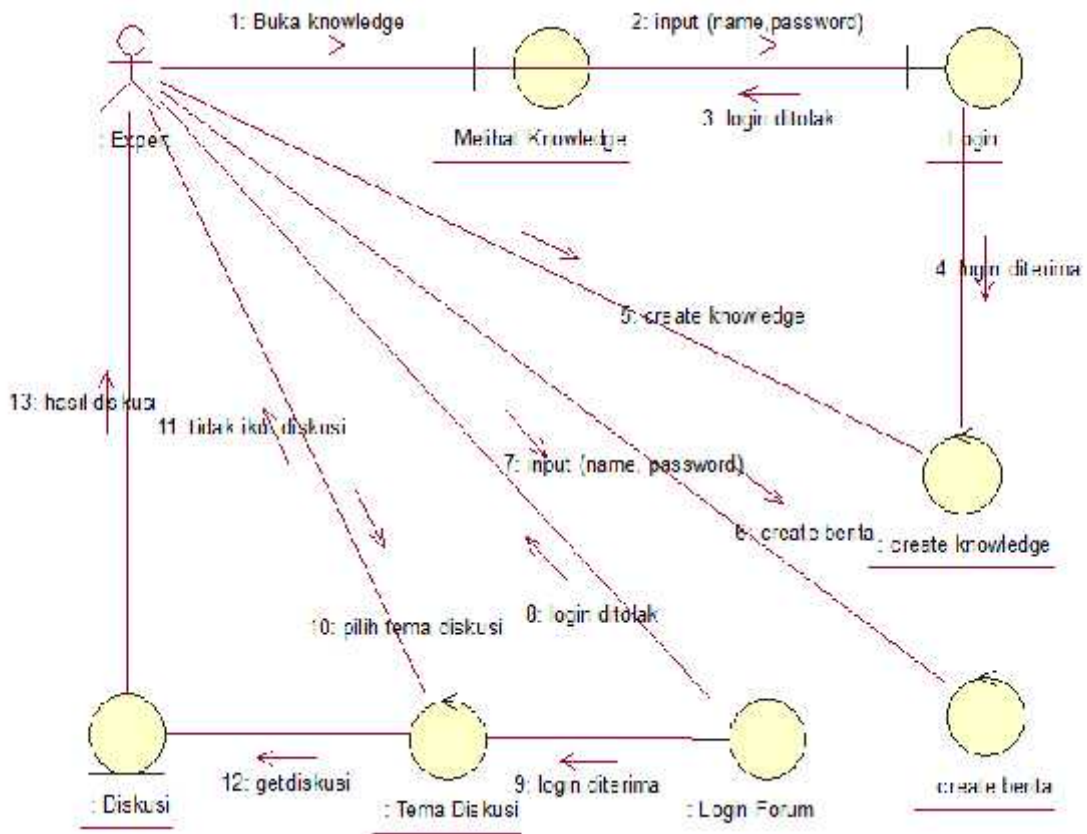 1: Buka knowledge
2: input (name,password)
3: login ditolak
: Expert
: Melihat Knowledge
: Login
4: login diterima
5: create knowledge
13: hasil diskusi
11: tidak ikut diskusi
7: input (name, password)
6: create berita
: create knowledge
10: pilih tema diskusi
8: login ditolak
12: getdiskusi
9: login diterima
: Diskusi
: Tema Diskusi
: Login Forum
: create berita